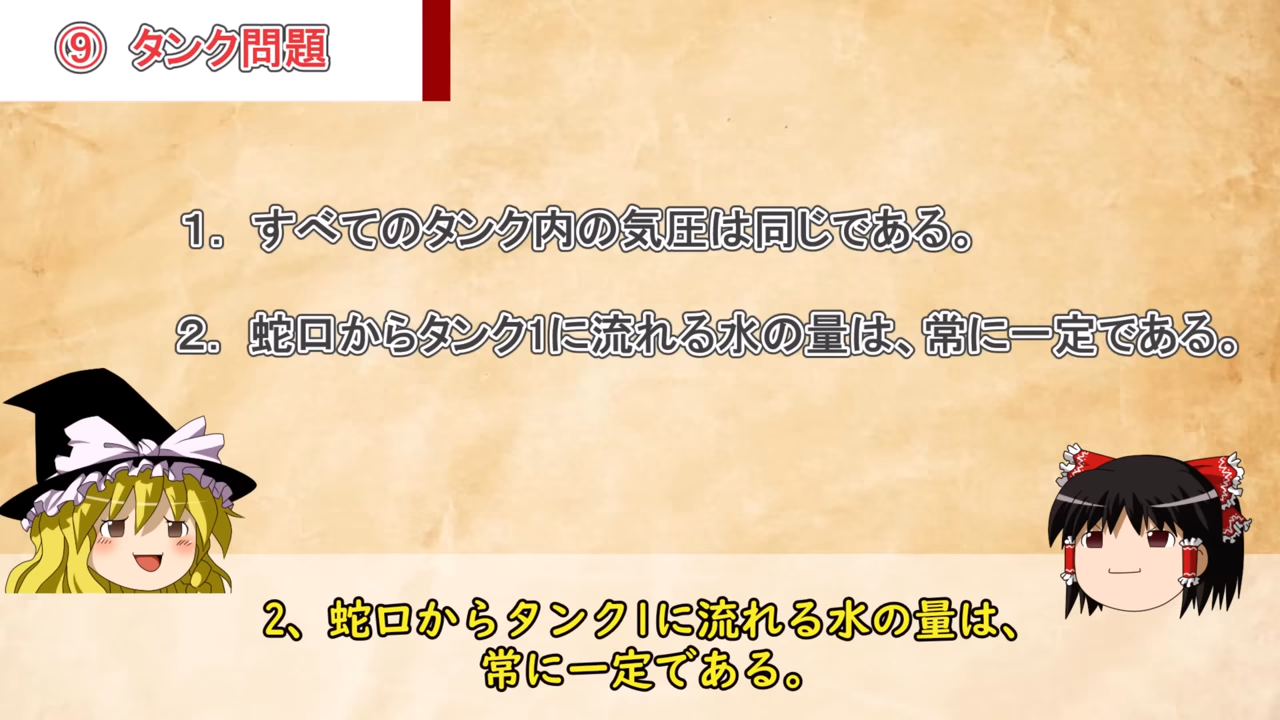 ⑨ タンク問題
１． すべてのタンク内の気圧は同じである。
２． 蛇口からタンク1に流れる水の量は、常に一定である。
2、蛇口からタンク1に流れる水の量は、
常に一定である。